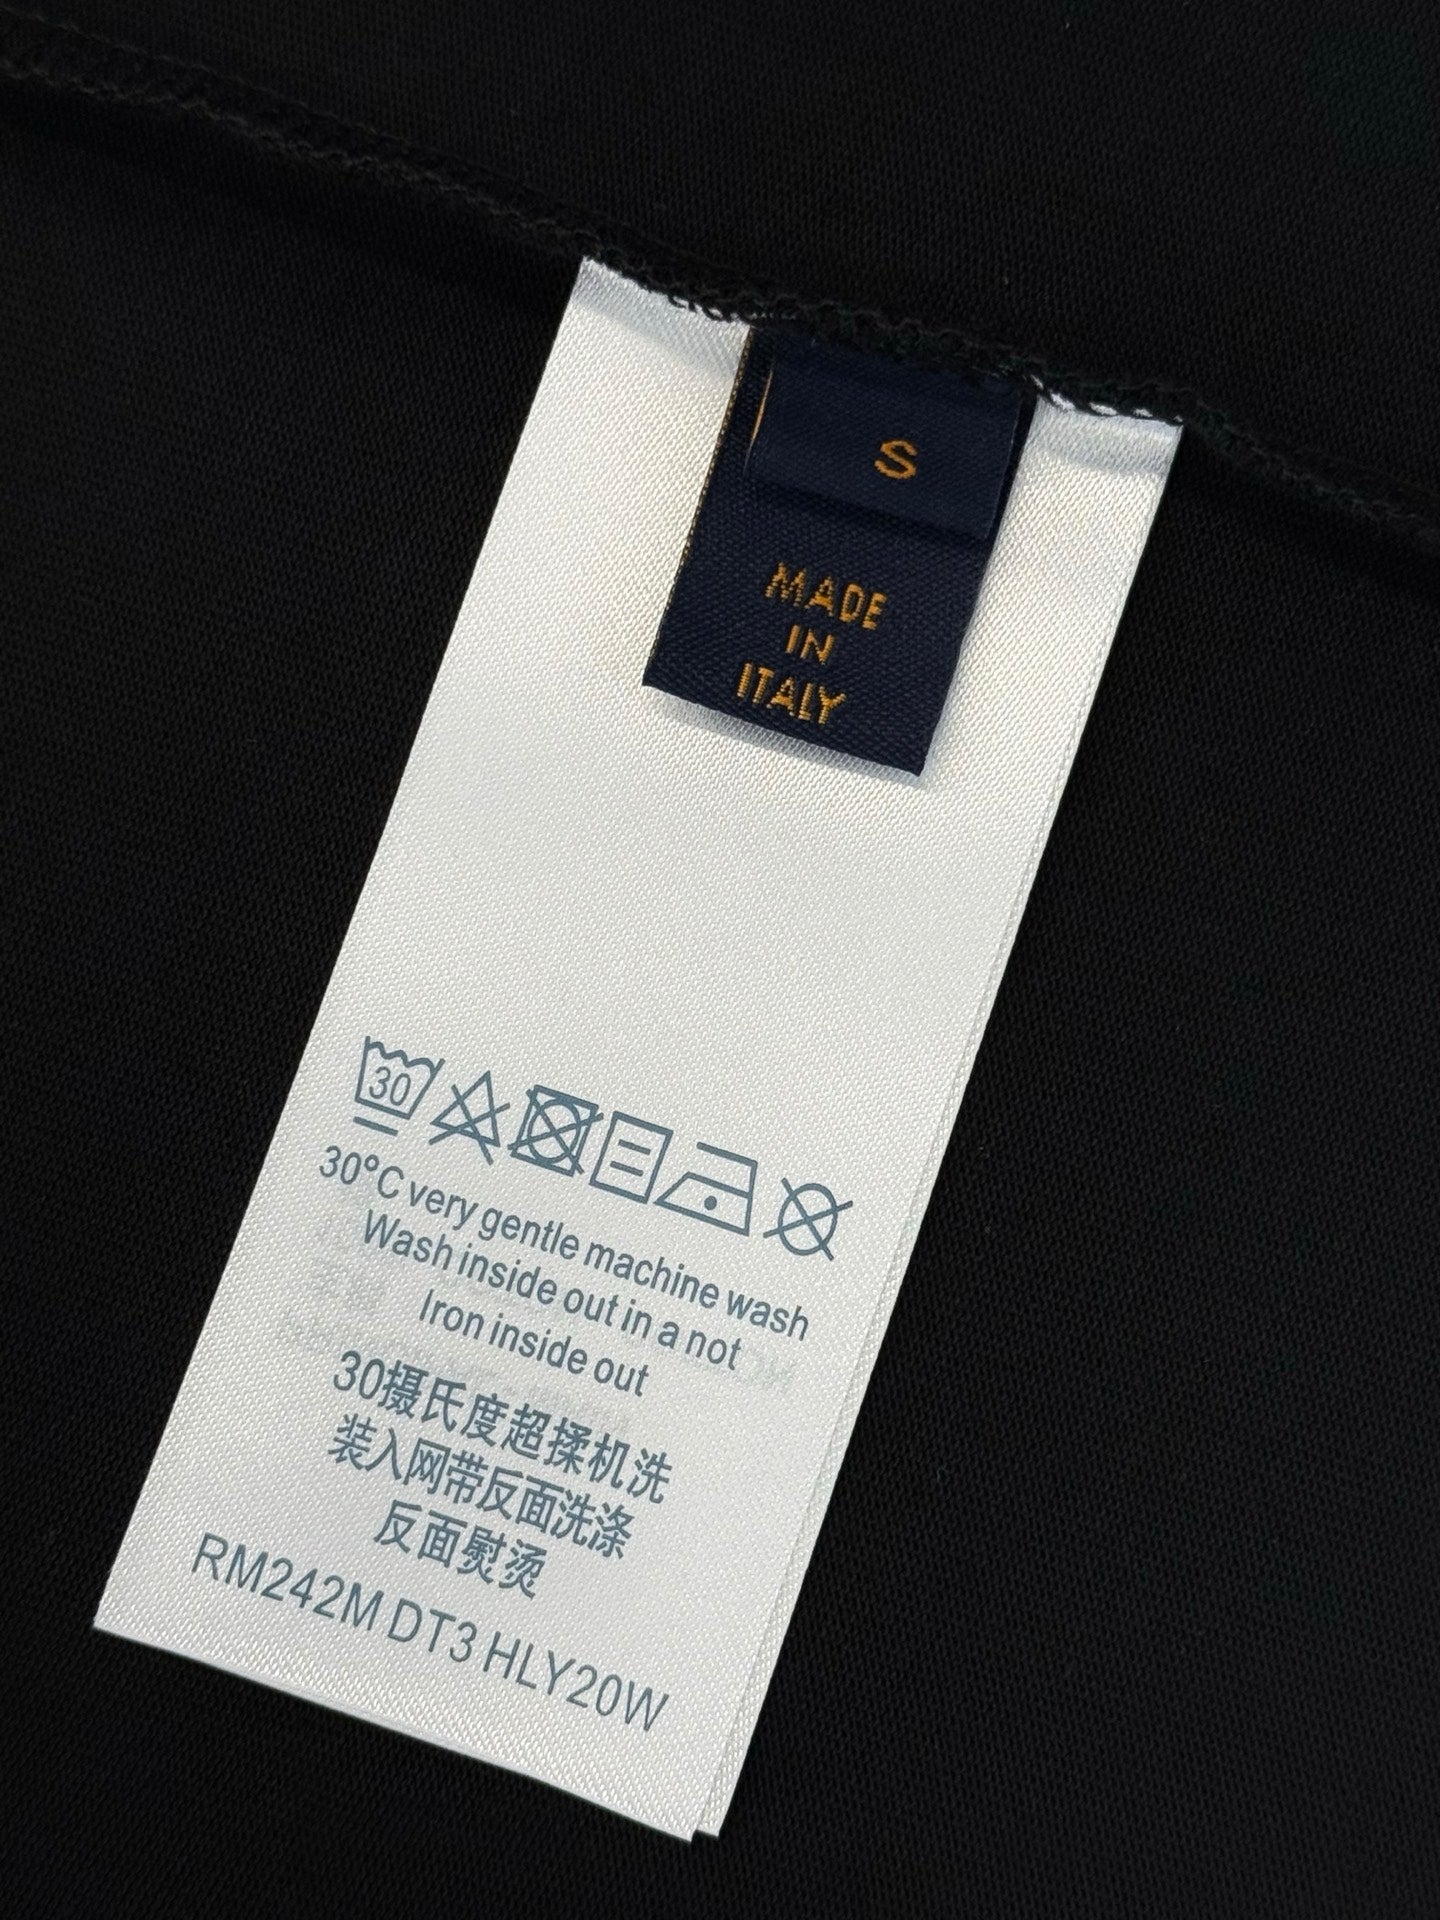 S
MADE
IN
ITALY
30
30°C very gentle machine wash
Wash inside out in a not
Iron inside out
30摄氏度超揉机洗
装入网带反面洗涤
反面熨烫
RM242M DT3 HLY20W